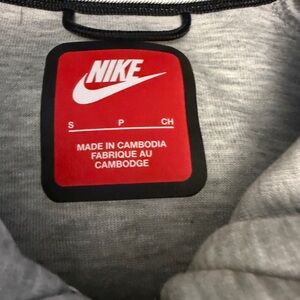 NIKE
S P CH
MADE IN CAMBODIA
FABRIQUE AU
CAMBODGE